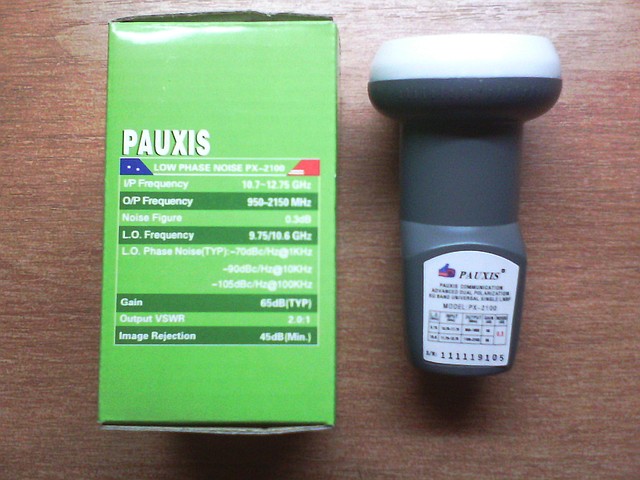 PAUXIS
LOW PHASE NOISE PX-2100
I/P Frequency 10.7~12.75 GHz
O/P Frequency 950-2150 MHz
Noise Figure 0.3dB
L.O. Frequency 9.75/10.6 GHz
L.O. Phase Noise(TYP):-70dBc/Hz@1KHz
-90dBc/Hz@10KHz
-105dBc/Hz@100KHz
Gain 65dB(TYP)
Output VSWR 2.0:1
Image Rejection 45dB(Min.)
PAUXIS®
PAUXIS COMMUNICATION
ADVANCED DUAL POLARIZATION
KU BAND UNIVERSAL SINGLE LNBF
MODEL: PX-2100
S/N: 111119105